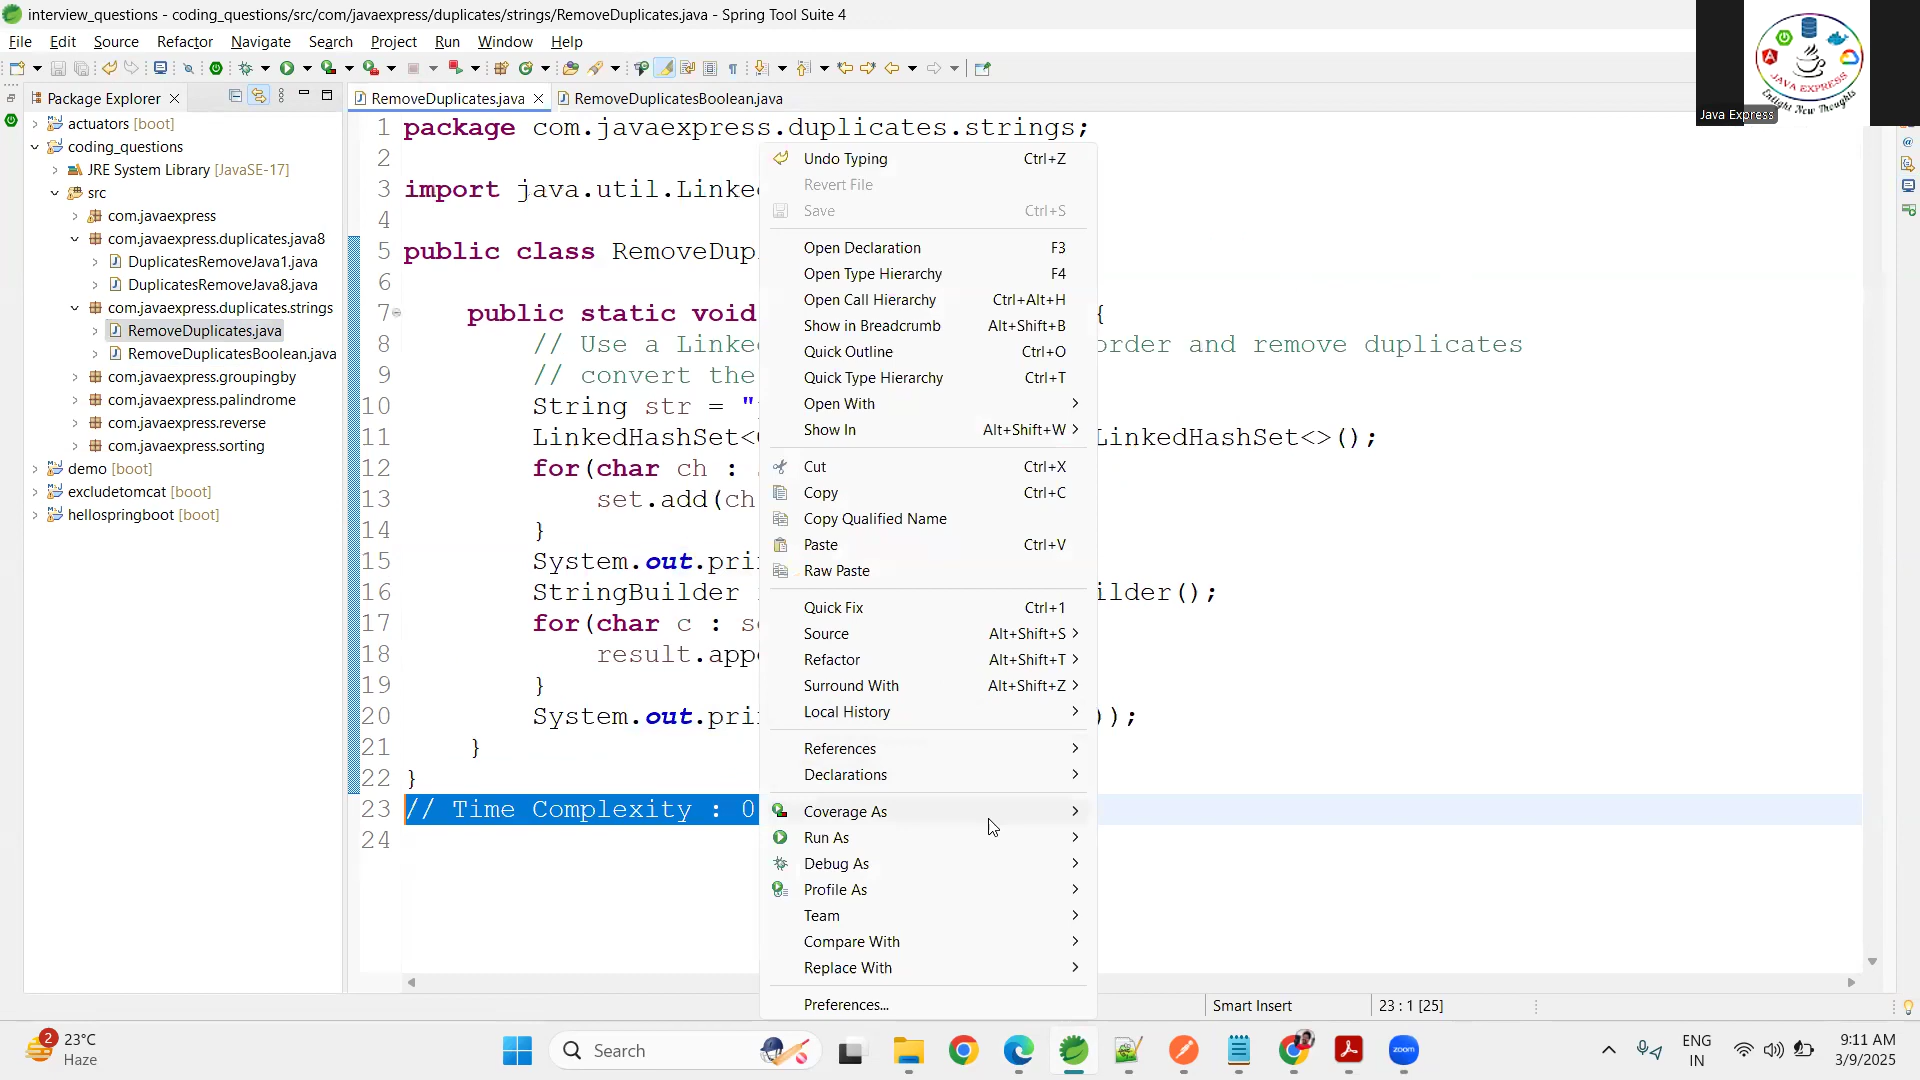 interview_questions - coding_questions/src/com/javaexpress/duplicates/strings/RemoveDuplicates.java - Spring Tool Suite 4
File Edit Source Refactor Navigate Search Project Run Window Help
Package Explorer
RemoveDuplicates.java
RemoveDuplicatesBoolean.java
actuators [boot]
coding_questions
JRE System Library [JavaSE-17]
src
com.javaexpress
com.javaexpress.duplicates.java8
DuplicatesRemoveJava1.java
DuplicatesRemoveJava8.java
com.javaexpress.duplicates.strings
RemoveDuplicates.java
RemoveDuplicatesBoolean.java
com.javaexpress.groupingby
com.javaexpress.palindrome
com.javaexpress.reverse
com.javaexpress.sorting
demo [boot]
excludetomcat [boot]
hellospringboot [boot]
1 package com.javaexpress.duplicates.strings;
2
3 import java.util.Linke
4
5 public class RemoveDup
6
7 public static void {
8 // Use a Linke order and remove duplicates
9 // convert the
10 String str = "
11 LinkedHashSet< LinkedHashSet<>();
12 for(char ch :
13 set.add(ch
14 }
15 System.out.pri
16 StringBuilder ilder();
17 for(char c : s
18 result.appe
19 }
20 System.out.pri ));
21 }
22 }
23 // Time Complexity : 0
24
Undo Typing Ctrl+Z
Revert File
Save Ctrl+S
Open Declaration F3
Open Type Hierarchy F4
Open Call Hierarchy Ctrl+Alt+H
Show in Breadcrumb Alt+Shift+B
Quick Outline Ctrl+O
Quick Type Hierarchy Ctrl+T
Open With
Show In Alt+Shift+W
Cut Ctrl+X
Copy Ctrl+C
Copy Qualified Name
Paste Ctrl+V
Raw Paste
Quick Fix Ctrl+1
Source Alt+Shift+S
Refactor Alt+Shift+T
Surround With Alt+Shift+Z
Local History
References
Declarations
Coverage As
Run As
Debug As
Profile As
Team
Compare With
Replace With
Preferences...
JAVA EXPRESS
Enlight New Thoughts
Java Express
Smart Insert
23 : 1 [25]
2
23°C
Haze
Search
zoom
ENG
IN
9:11 AM
3/9/2025